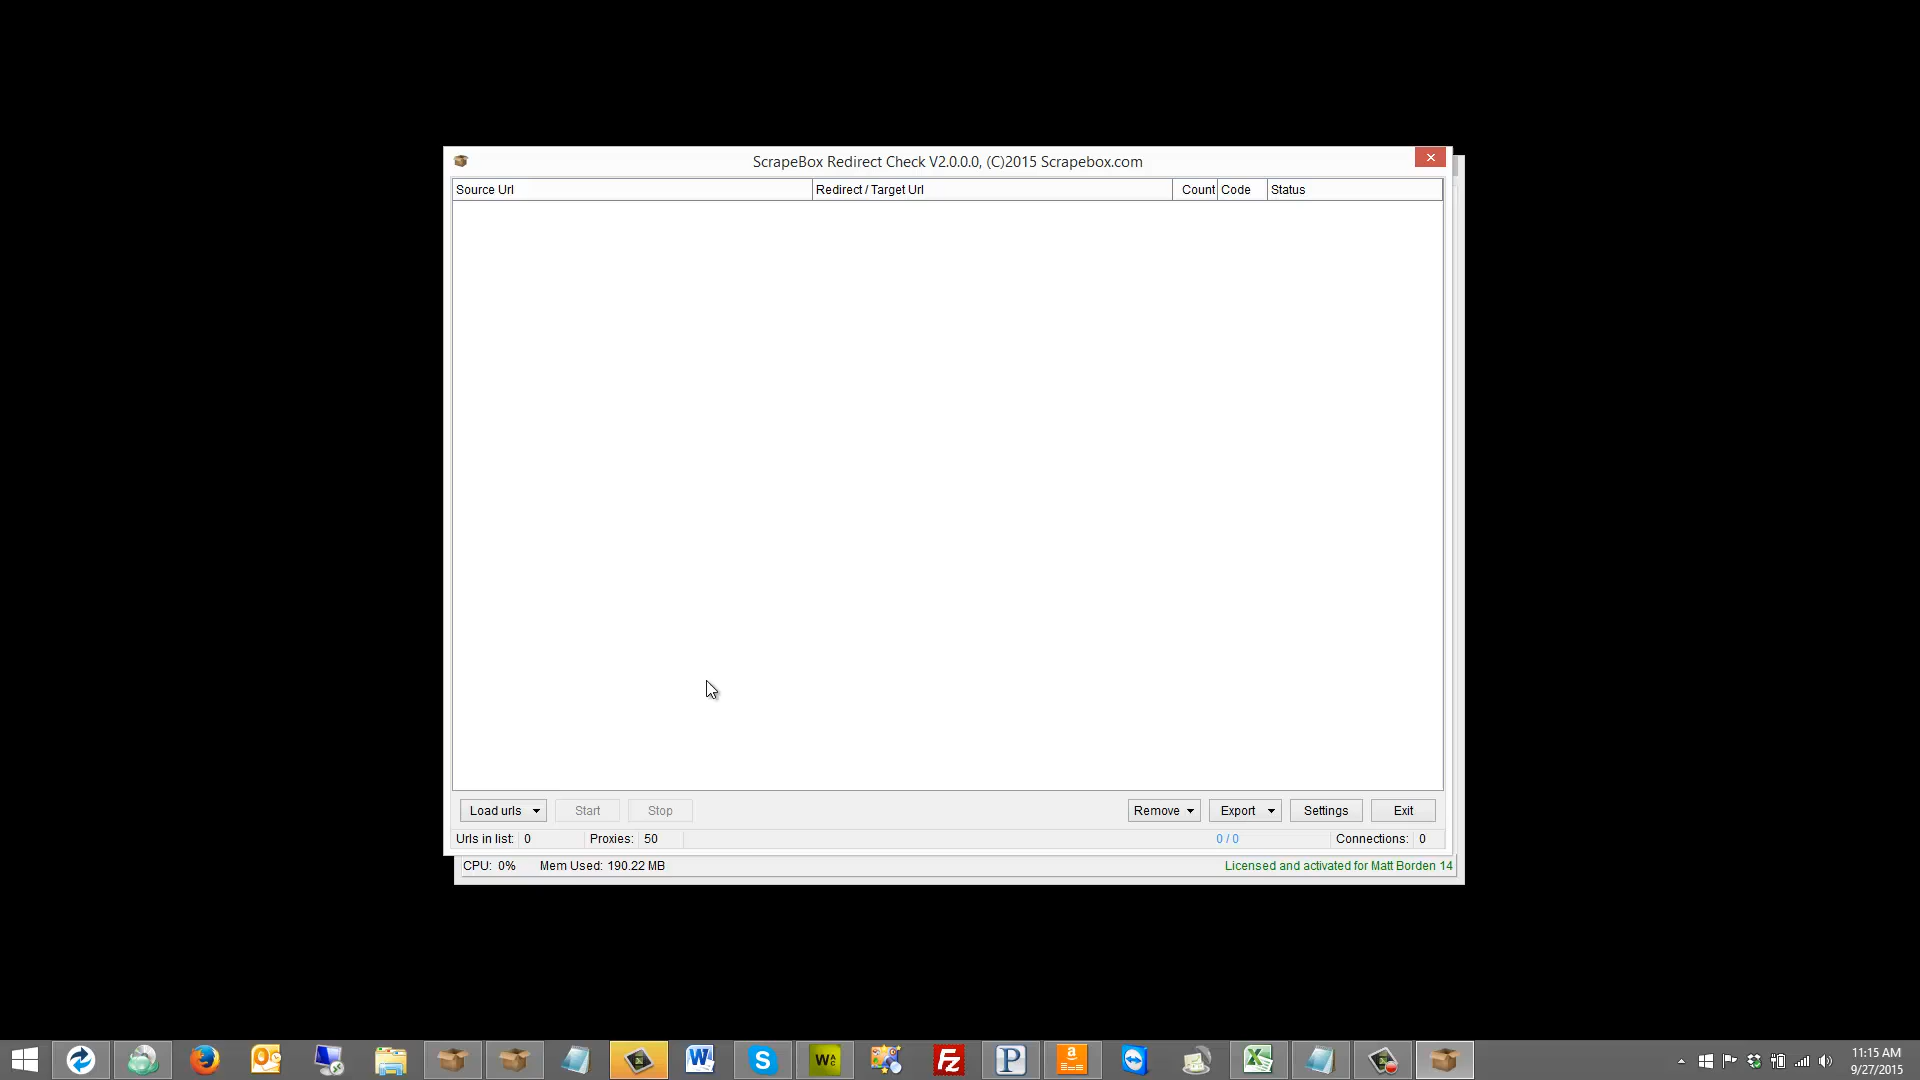 ScrapeBox Redirect Check V2.0.0.0, (C)2015 Scrapebox.com
Source Url Redirect / Target Url Count Code Status
Load urls Start Stop Remove Export Settings Exit
Urls in list: 0 Proxies: 50 0 / 0 Connections: 0
CPU: 0% Mem Used: 190.22 MB Licensed and activated for Matt Borden 14
11:15 AM
9/27/2015